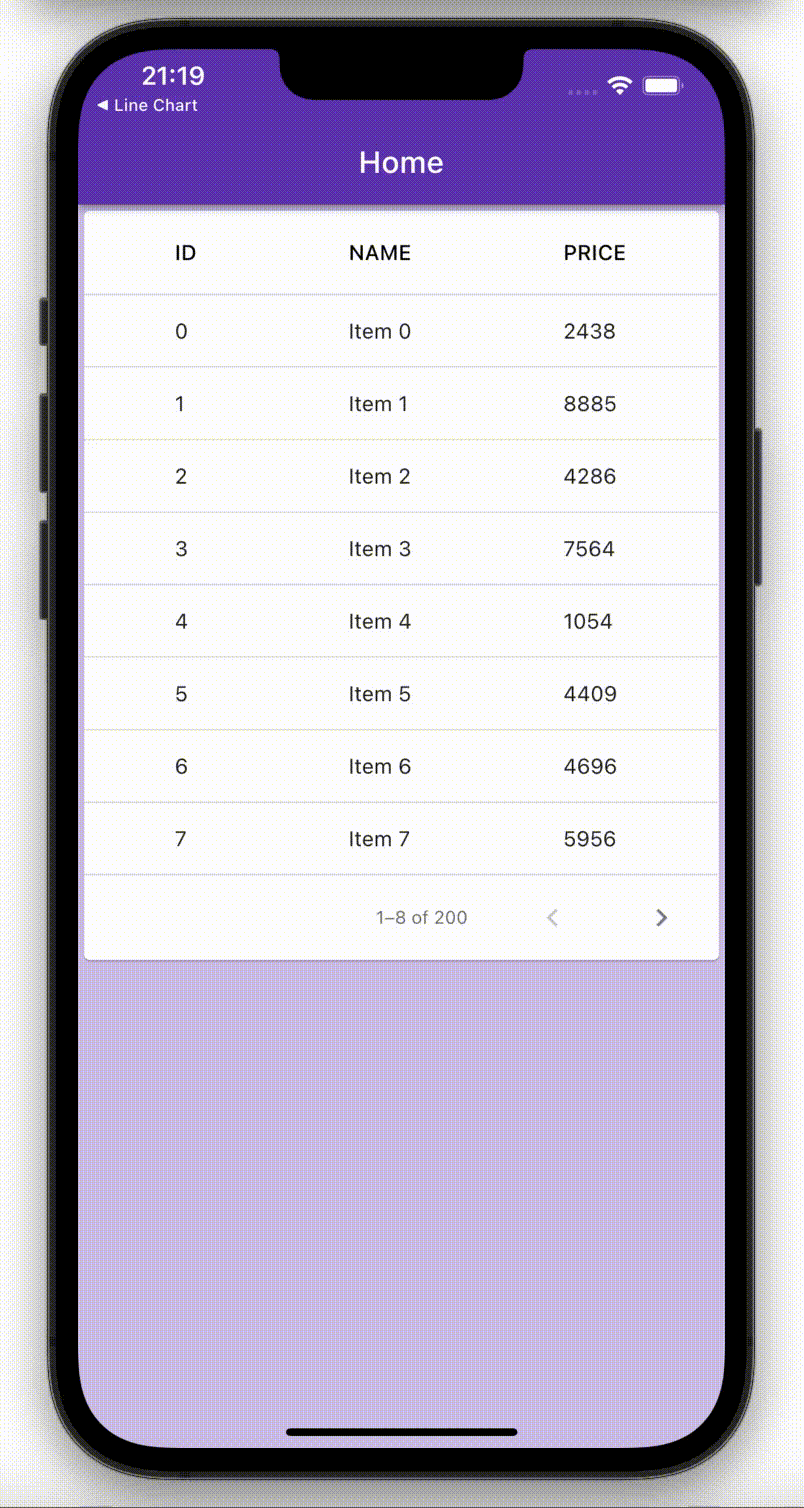 21:19
◀ Line Chart
Home
ID NAME PRICE
0 Item 0 2438
1 Item 1 8885
2 Item 2 4286
3 Item 3 7564
4 Item 4 1054
5 Item 5 4409
6 Item 6 4696
7 Item 7 5956
1–8 of 200